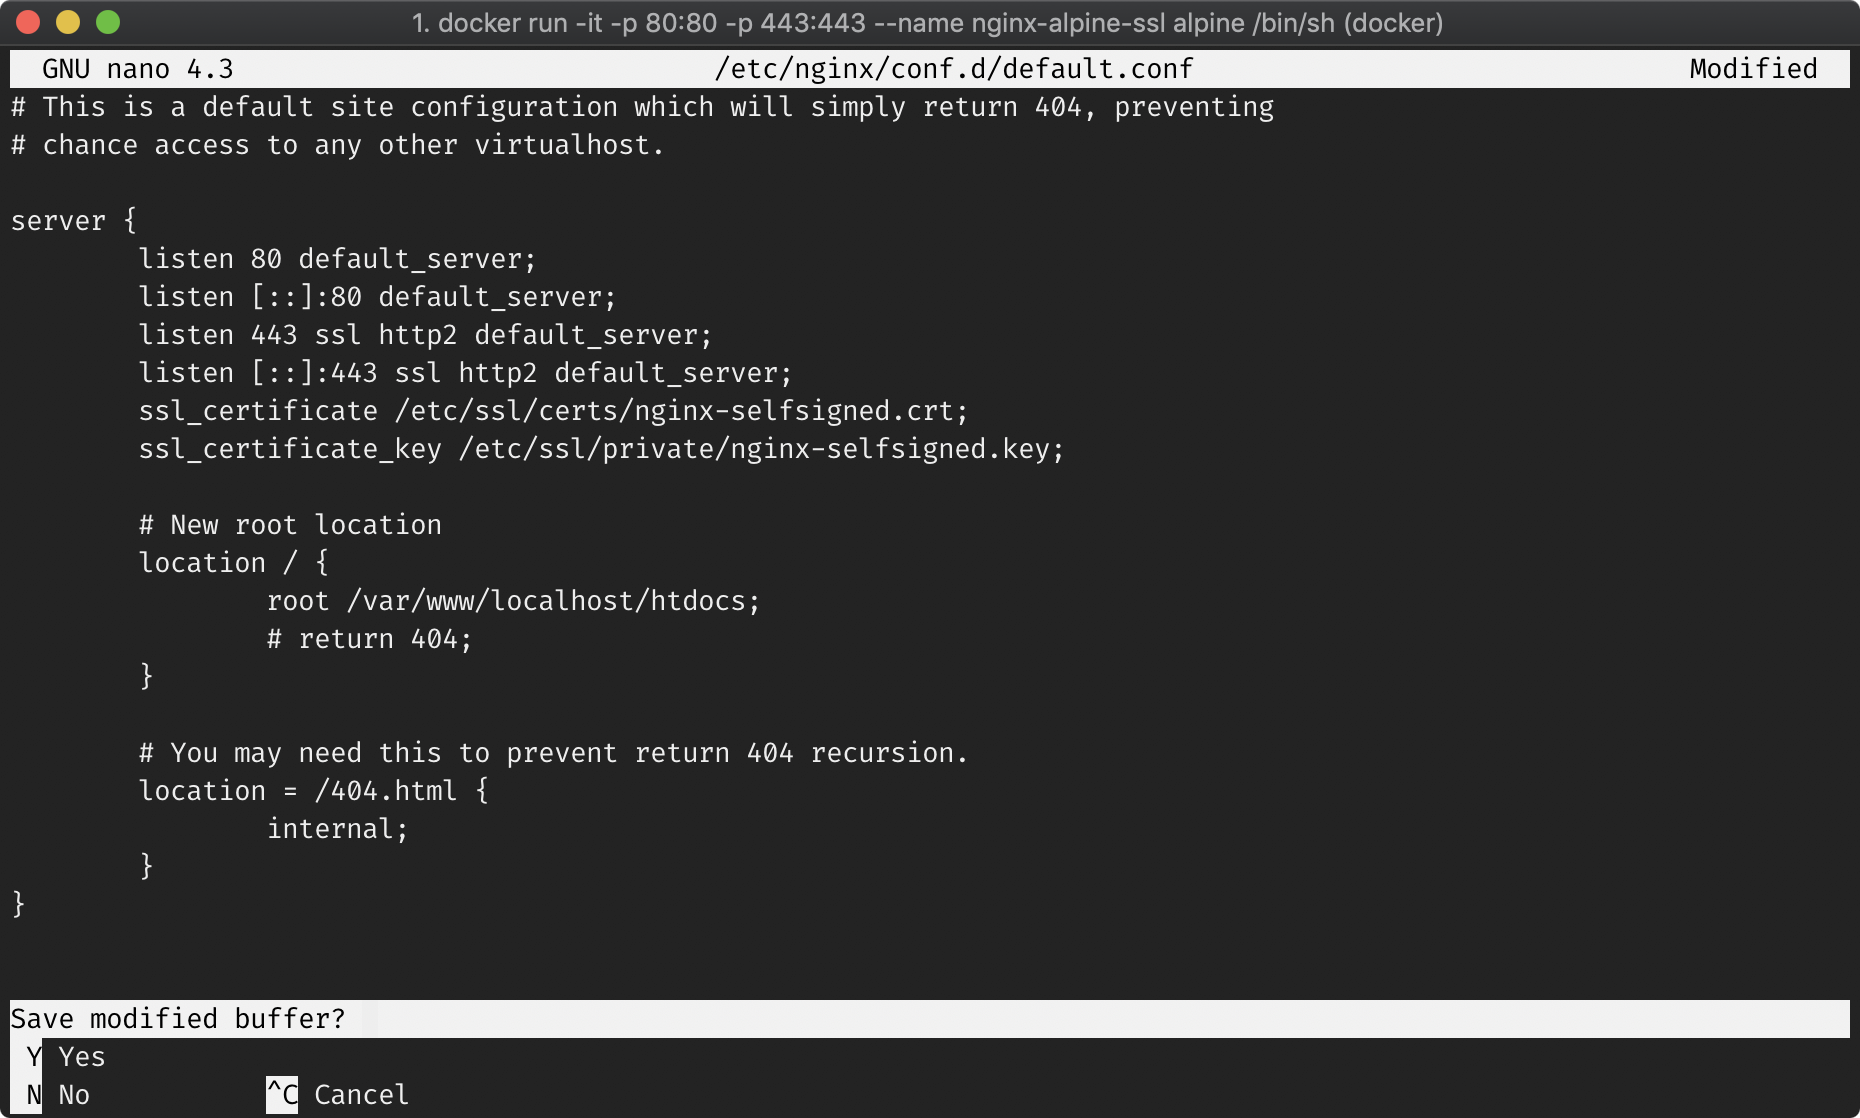 1. docker run -it -p 80:80 -p 443:443 --name nginx-alpine-ssl alpine /bin/sh (docker)
GNU nano 4.3 /etc/nginx/conf.d/default.conf Modified
# This is a default site configuration which will simply return 404, preventing
# chance access to any other virtualhost.

server {
        listen 80 default_server;
        listen [::]:80 default_server;
        listen 443 ssl http2 default_server;
        listen [::]:443 ssl http2 default_server;
        ssl_certificate /etc/ssl/certs/nginx-selfsigned.crt;
        ssl_certificate_key /etc/ssl/private/nginx-selfsigned.key;

        # New root location
        location / {
                root /var/www/localhost/htdocs;
                # return 404;
        }

        # You may need this to prevent return 404 recursion.
        location = /404.html {
                internal;
        }
}

Save modified buffer?
Y Yes
N No ^C Cancel